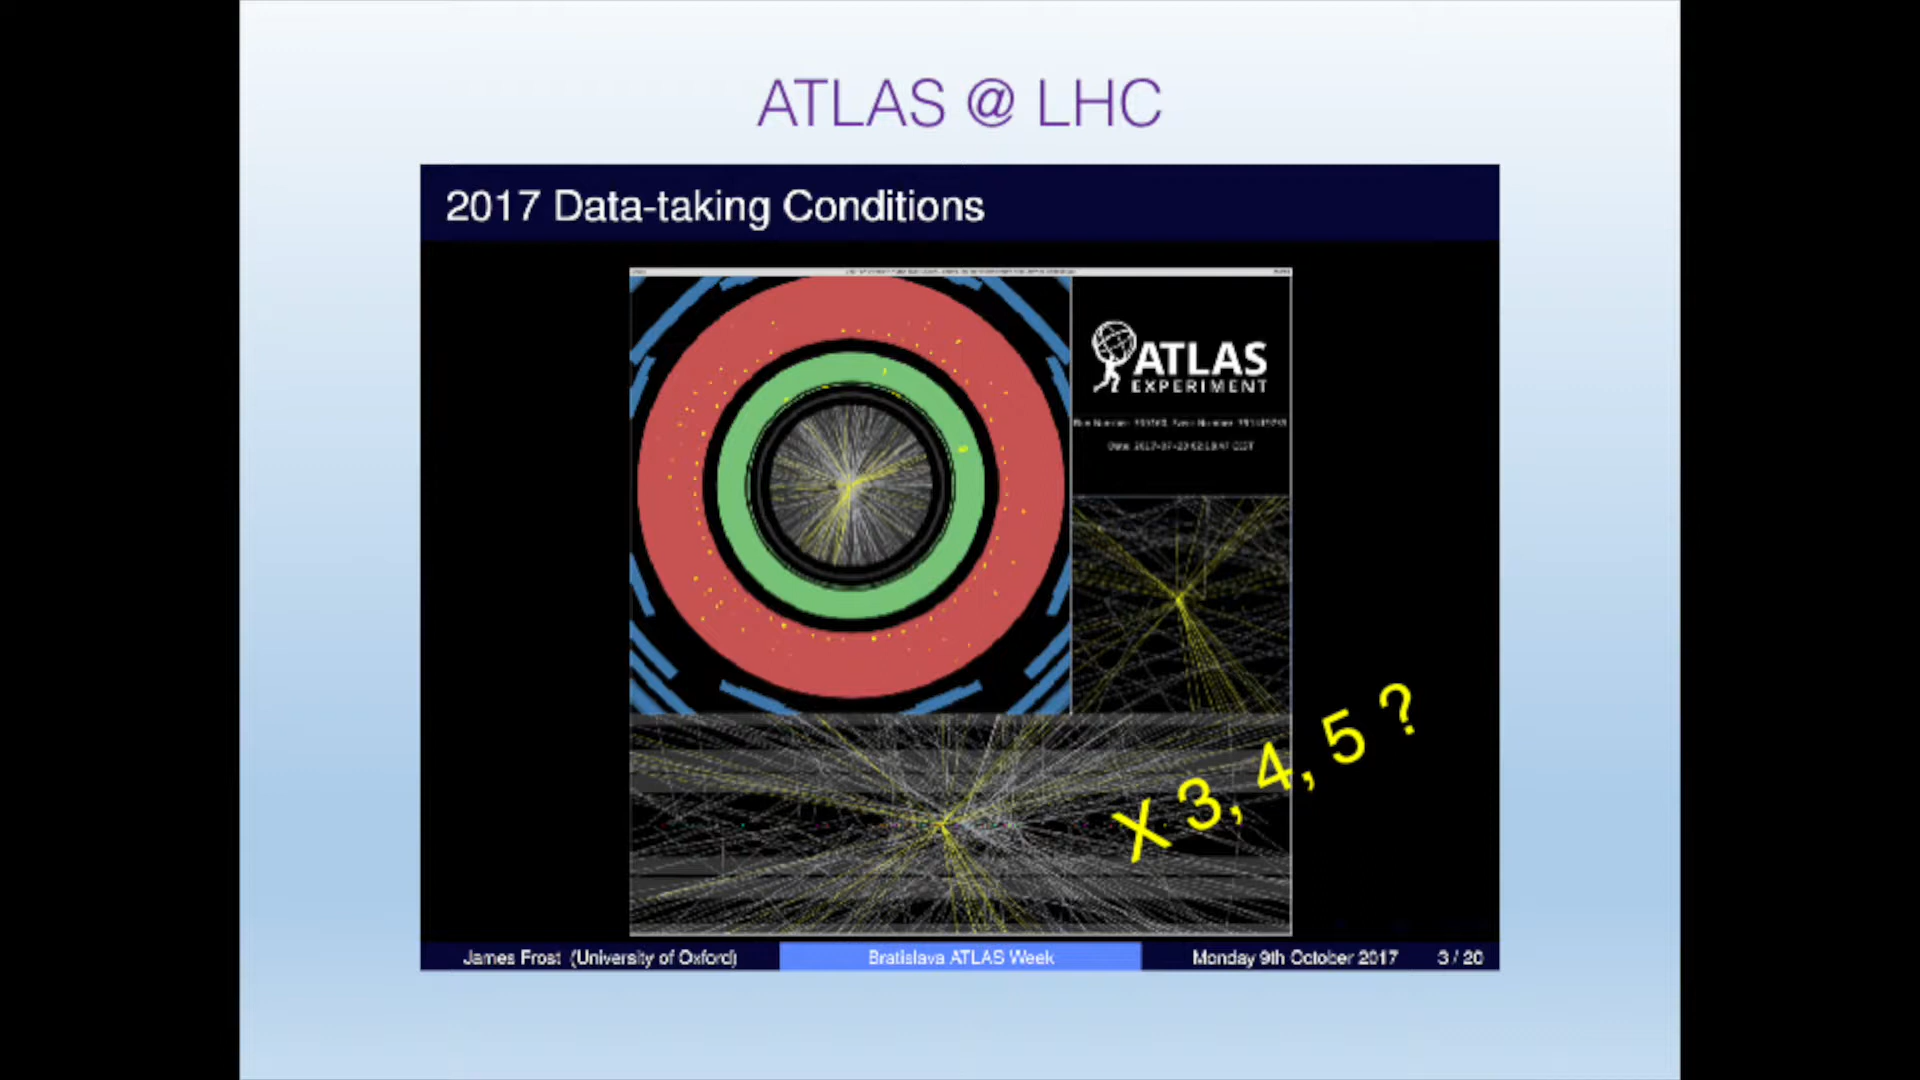 ATLAS @ LHC
2017 Data-taking Conditions
ATLAS
EXPERIMENT
X 3, 4, 5 ?
James Frost (University of Oxford)
Bratislava ATLAS Week
Monday 9th October 2017
3 / 20